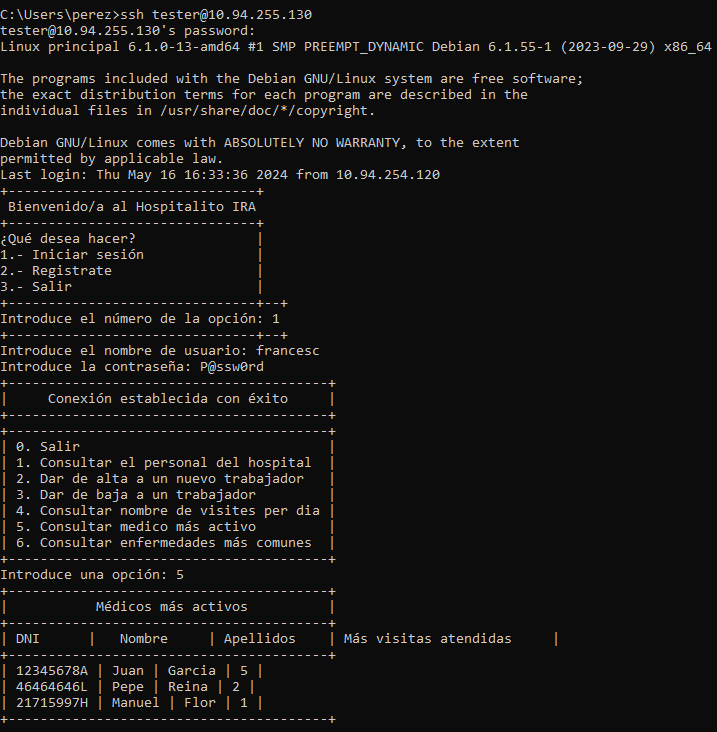 C:\Users\perez>ssh tester@10.94.255.130
tester@10.94.255.130's password:
Linux principal 6.1.0-13-amd64 #1 SMP PREEMPT_DYNAMIC Debian 6.1.55-1 (2023-09-29) x86_64

The programs included with the Debian GNU/Linux system are free software;
the exact distribution terms for each program are described in the
individual files in /usr/share/doc/*/copyright.

Debian GNU/Linux comes with ABSOLUTELY NO WARRANTY, to the extent
permitted by applicable law.
Last login: Thu May 16 16:33:36 2024 from 10.94.254.120
+-------------------------------+
 Bienvenido/a al Hospitalito IRA
+-------------------------------+
¿Qué desea hacer?               |
1.- Iniciar sesión              |
2.- Registrate                  |
3.- Salir                       |
+-------------------------------+--+
Introduce el número de la opción: 1
+-------------------------------+--+
Introduce el nombre de usuario: francesc
Introduce la contraseña: P@ssw0rd
+----------------------------------------+
|     Conexión establecida con éxito     |
+----------------------------------------+
+----------------------------------------+
| 0. Salir                               |
| 1. Consultar el personal del hospital  |
| 2. Dar de alta a un nuevo trabajador   |
| 3. Dar de baja a un trabajador         |
| 4. Consultar nombre de visites per dia |
| 5. Consultar medico más activo         |
| 6. Consultar enfermedades más comunes  |
+----------------------------------------+
Introduce una opción: 5
+----------------------------------------+
|           Médicos más activos          |
+----------------------------------------+
| DNI      |   Nombre     | Apellidos    | Más visitas atendidas     |
+----------------------------------------+
| 12345678A | Juan | Garcia | 5 |
| 46464646L | Pepe | Reina | 2 |
| 21715997H | Manuel | Flor | 1 |
+----------------------------------------+